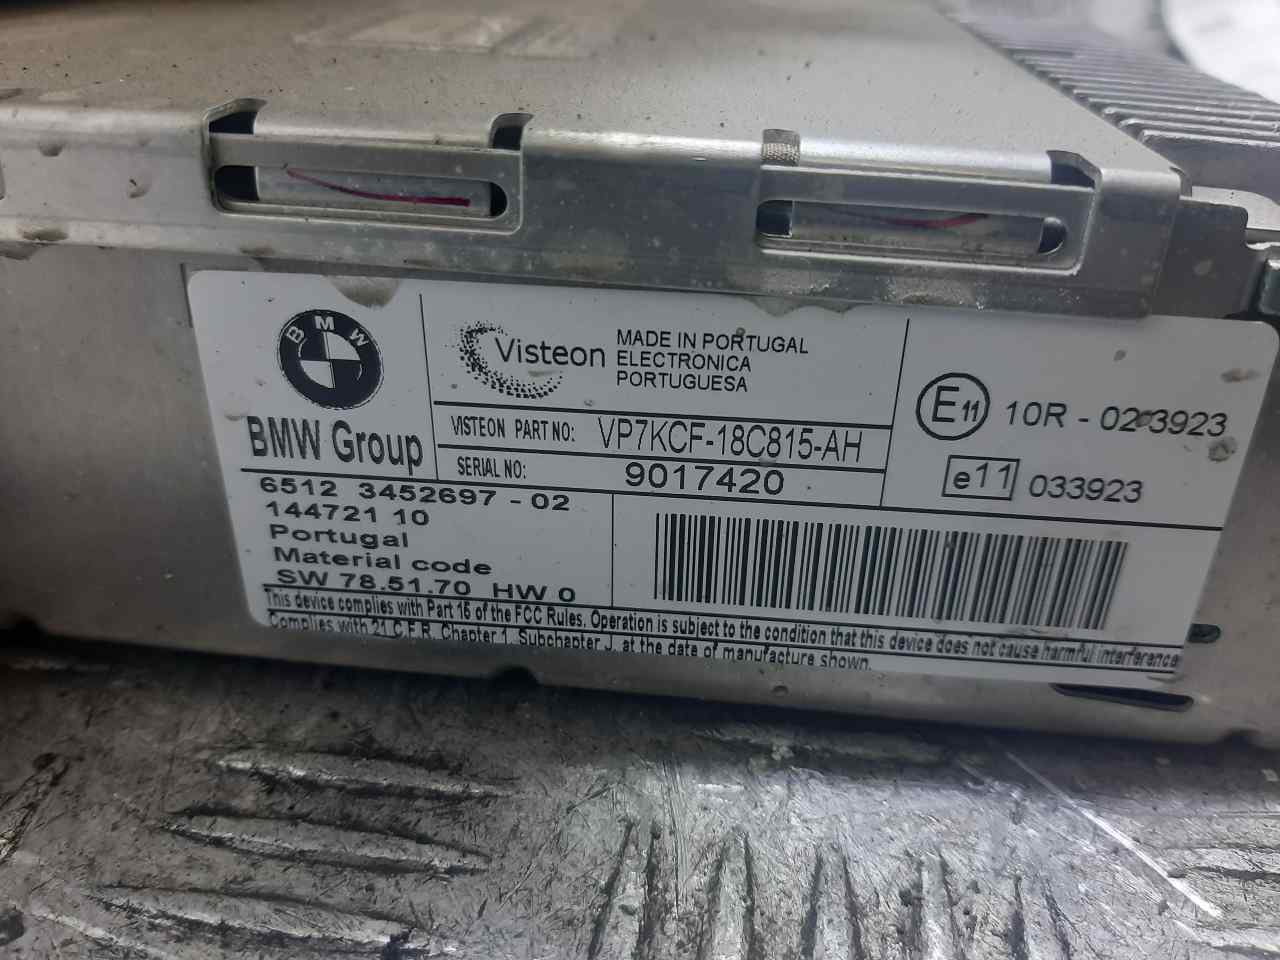 BMW
BMW Group
Visteon
MADE IN PORTUGAL
ELECTRONICA
PORTUGUESA
VISTEON PART NO: VP7KCF-18C815-AH
SERIAL NO: 9017420
E11 10R - 023923
e11 033923
6512 3452697 - 02
144721 10
Portugal
Material code
SW 78.51.70 HW 0
This device complies with Part 15 of the FCC Rules. Operation is subject to the condition that this device does not cause harmful interference
Complies with 21 C.F.R. Chapter 1, Subchapter J, at the date of manufacture shown.